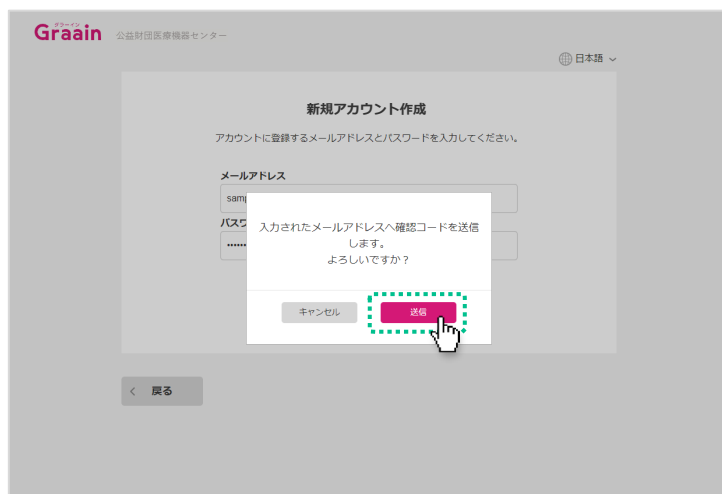 グラーイン
Graain 公益財団医療機器センター
日本語
新規アカウント作成
アカウントに登録するメールアドレスとパスワードを入力してください。
メールアドレス
samp
パスワ
入力されたメールアドレスへ確認コードを送信
します。
よろしいですか？
キャンセル 送信
戻る